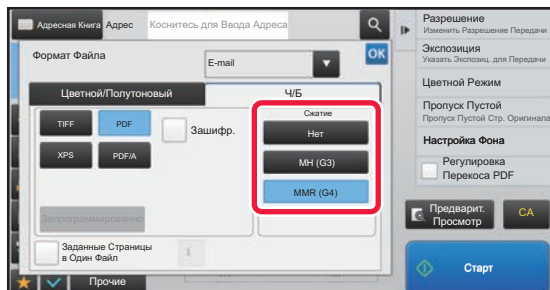 Адресная Книга
Адрес
Коснитесь для Ввода Адреса
Формат Файла
E-mail
OK
Цветной/Полутоновый
Ч/Б
TIFF
PDF
Зашифр.
XPS
PDF/A
Запрограммированно
Сжатие
Нет
MH (G3)
MMR (G4)
Заданные Страницы
в Один Файл
1
Прочие
Разрешение
Изменить Разрешение Передачи
Экспозиция
Указать Экспозиц. для Передачи
Цветной Режим
Пропуск Пустой
Пропуск Пустой Стр. Оригинала
Настройка Фона
Регулировка
Перекоса PDF
Предварит.
Просмотр
CA
Старт